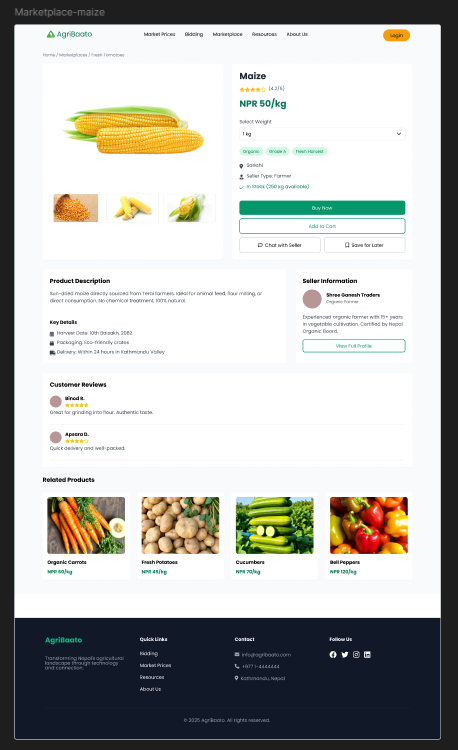 Marketplace-maize
AgriBaato
Market Prices Bidding Marketplace Resources About Us
Login
Home / Marketplaces / Fresh Tomatoes
Maize
(4.2/5)
NPR 50/kg
Select Weight
1 kg
Organic Grade A Fresh Harvest
Sarlahi
Seller Type: Farmer
In Stock (250 kg available)
Buy Now
Add to Cart
Chat with Seller Save for Later
Product Description
Sun-dried maize directly sourced from Terai farmers. Ideal for animal feed, flour milling, or
direct consumption. No chemical treatment. 100% natural.
Key Details
Harvest Date: 10th Baisakh, 2082
Packaging: Eco-friendly crates
Delivery: Within 24 hours in Kathmandu Valley
Seller Information
Shree Ganesh Traders
Organic Farmer
Experienced organic farmer with 15+ years
in vegetable cultivation. Certified by Nepal
Organic Board.
View Full Profile
Customer Reviews
Binod R.
Great for grinding into flour. Authentic taste.
Apsara D.
Quick delivery and well-packed.
Related Products
Organic Carrots
NPR 50/kg
Fresh Potatoes
NPR 45/kg
Cucumbers
NPR 70/kg
Bell Peppers
NPR 120/kg
AgriBaato
Transforming Nepal's agricultural
landscape through technology
and connection.
Quick Links
Bidding
Market Prices
Resources
About Us
Contact
info@agribaato.com
+977 1-4444444
Kathmandu, Nepal
Follow Us
© 2025 AgriBaato. All rights reserved.